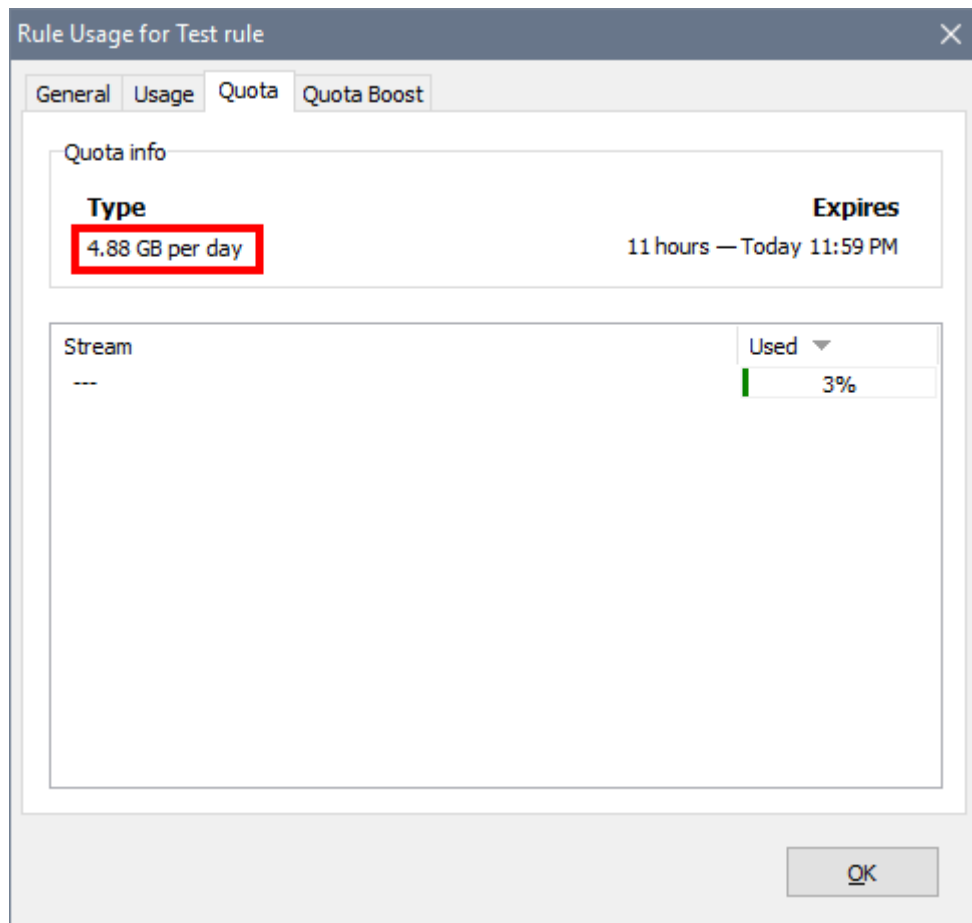 Rule Usage for Test rule
General Usage Quota Quota Boost
Quota info
Type Expires
4.88 GB per day 11 hours — Today 11:59 PM
Stream Used
--- 3%
OK